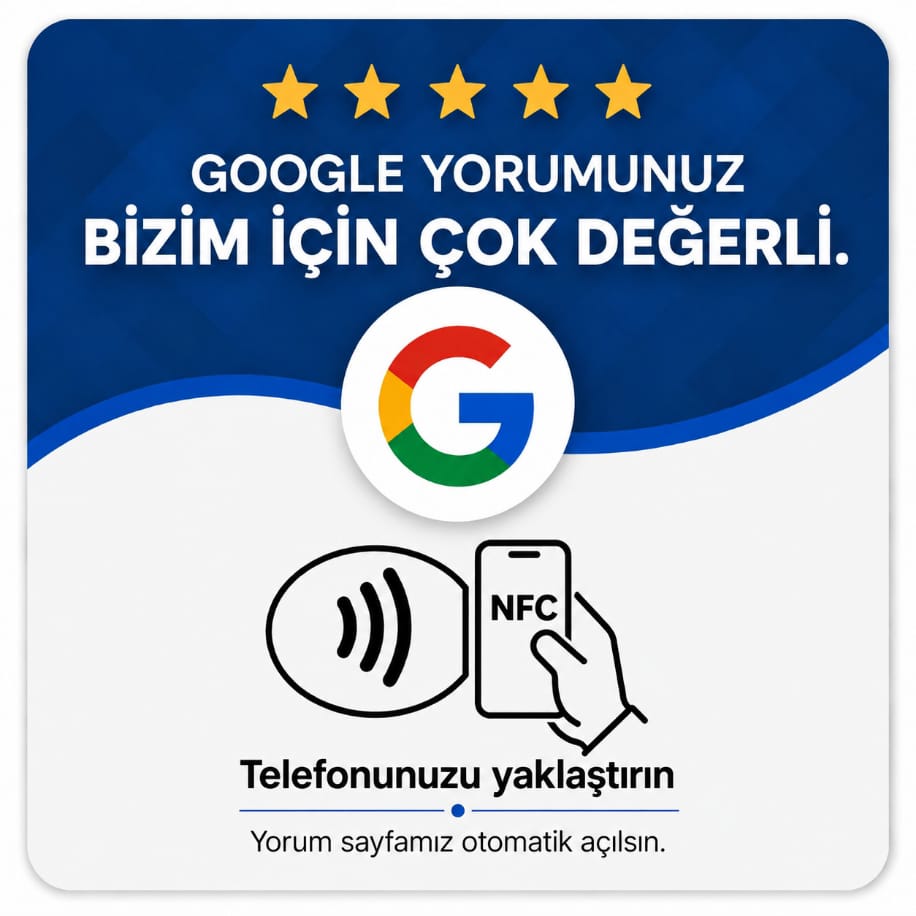 GOOGLE YORUMUNUZ
BİZİM İÇİN ÇOK DEĞERLİ.
G
NFC
Telefonunuzu yaklaştırın
Yorum sayfamız otomatik açılsın.